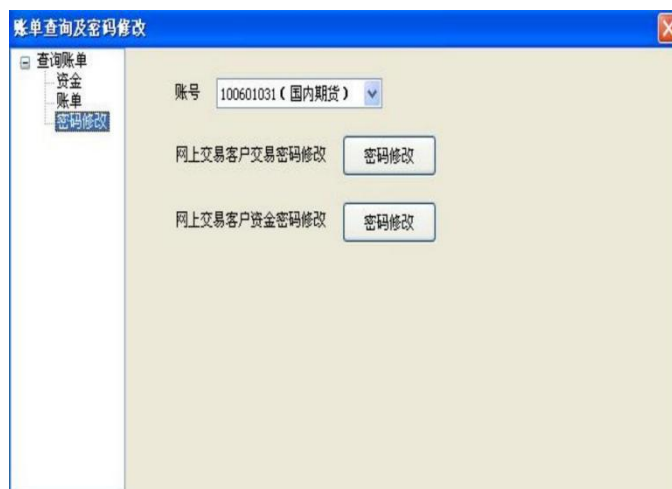 账单查询及密码修改
查询账单
资金
账单
密码修改
账号 100601031(国内期货)
网上交易客户交易密码修改 密码修改
网上交易客户资金密码修改 密码修改